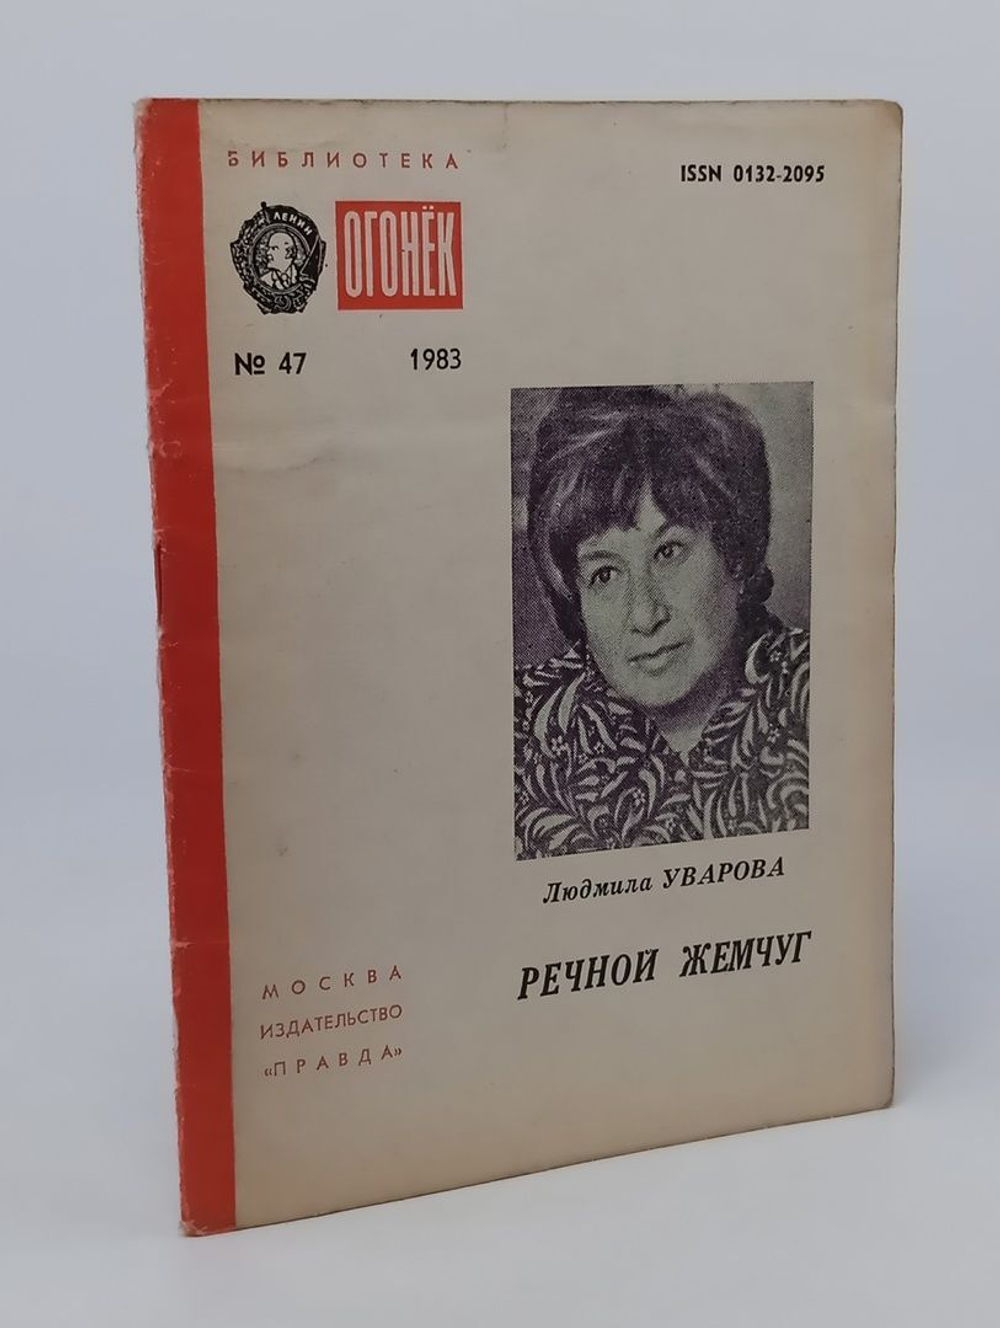 БИБЛИОТЕКА
ISSN 0132-2095
ЛЕНИН
ОГОНЁК
№ 47 1983
Людмила УВАРОВА
РЕЧНОЙ ЖЕМЧУГ
МОСКВА
ИЗДАТЕЛЬСТВО
«ПРАВДА»